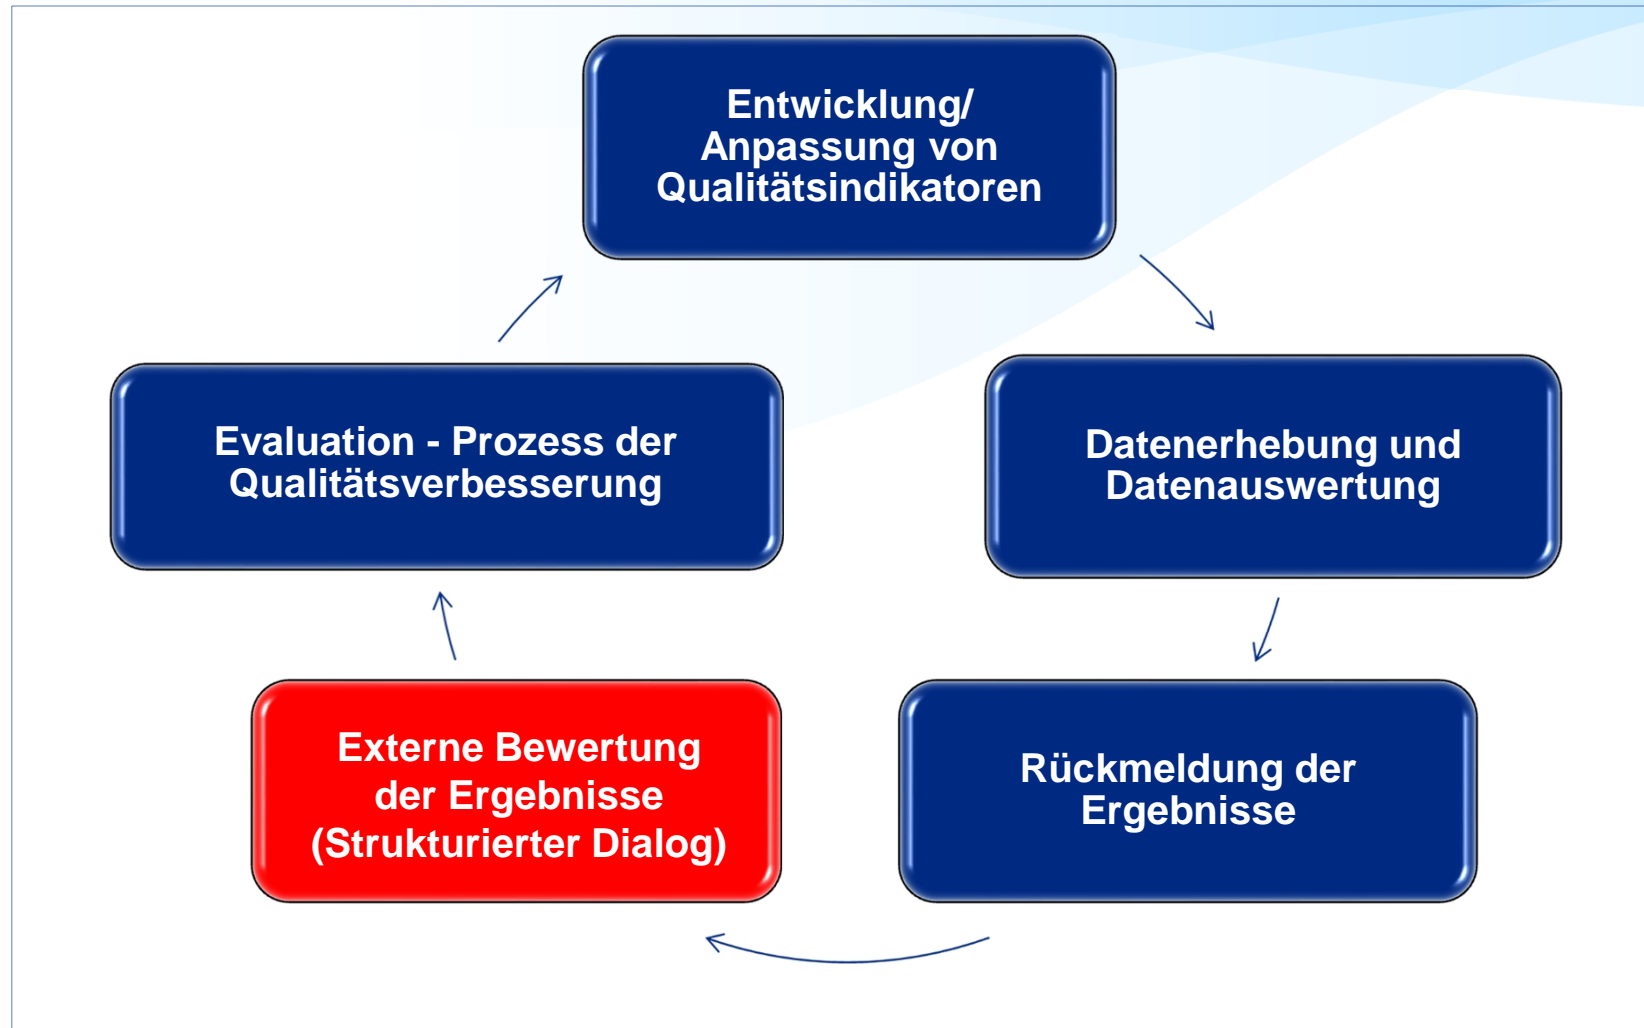 Entwicklung/
Anpassung von
Qualitätsindikatoren
Evaluation - Prozess der
Qualitätsverbesserung
Datenerhebung und
Datenauswertung
Externe Bewertung
der Ergebnisse
(Strukturierter Dialog)
Rückmeldung der
Ergebnisse